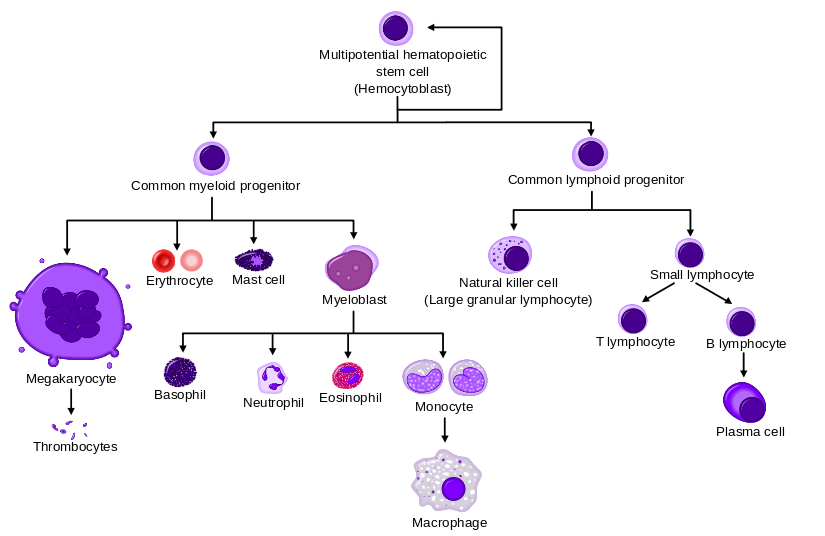 Multipotential hematopoietic
stem cell
(Hemocytoblast)
Common myeloid progenitor
Common lymphoid progenitor
Erythrocyte
Mast cell
Myeloblast
Natural killer cell
(Large granular lymphocyte)
Small lymphocyte
T lymphocyte
B lymphocyte
Megakaryocyte
Basophil
Neutrophil
Eosinophil
Monocyte
Plasma cell
Thrombocytes
Macrophage